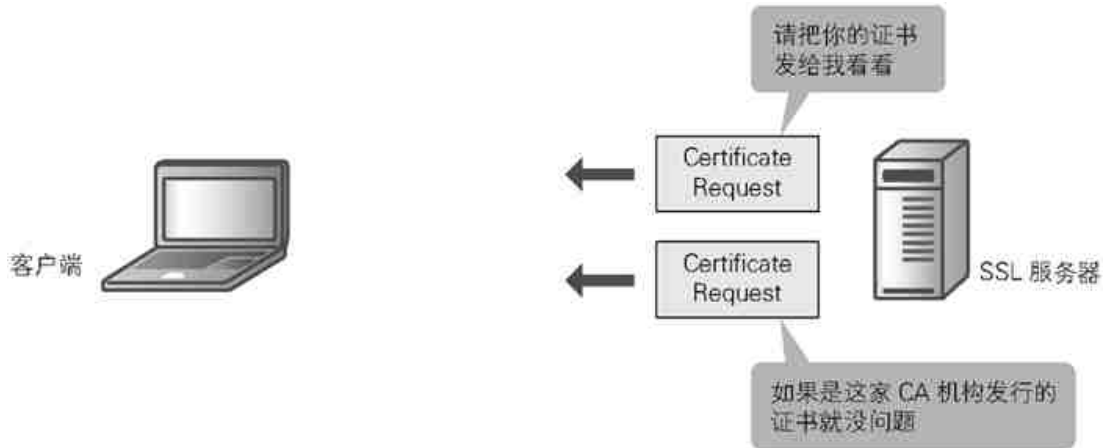 请把你的证书
发给我看看
Certificate
Request
客户端
Certificate
Request
SSL 服务器
如果是这家 CA 机构发行的
证书就没问题